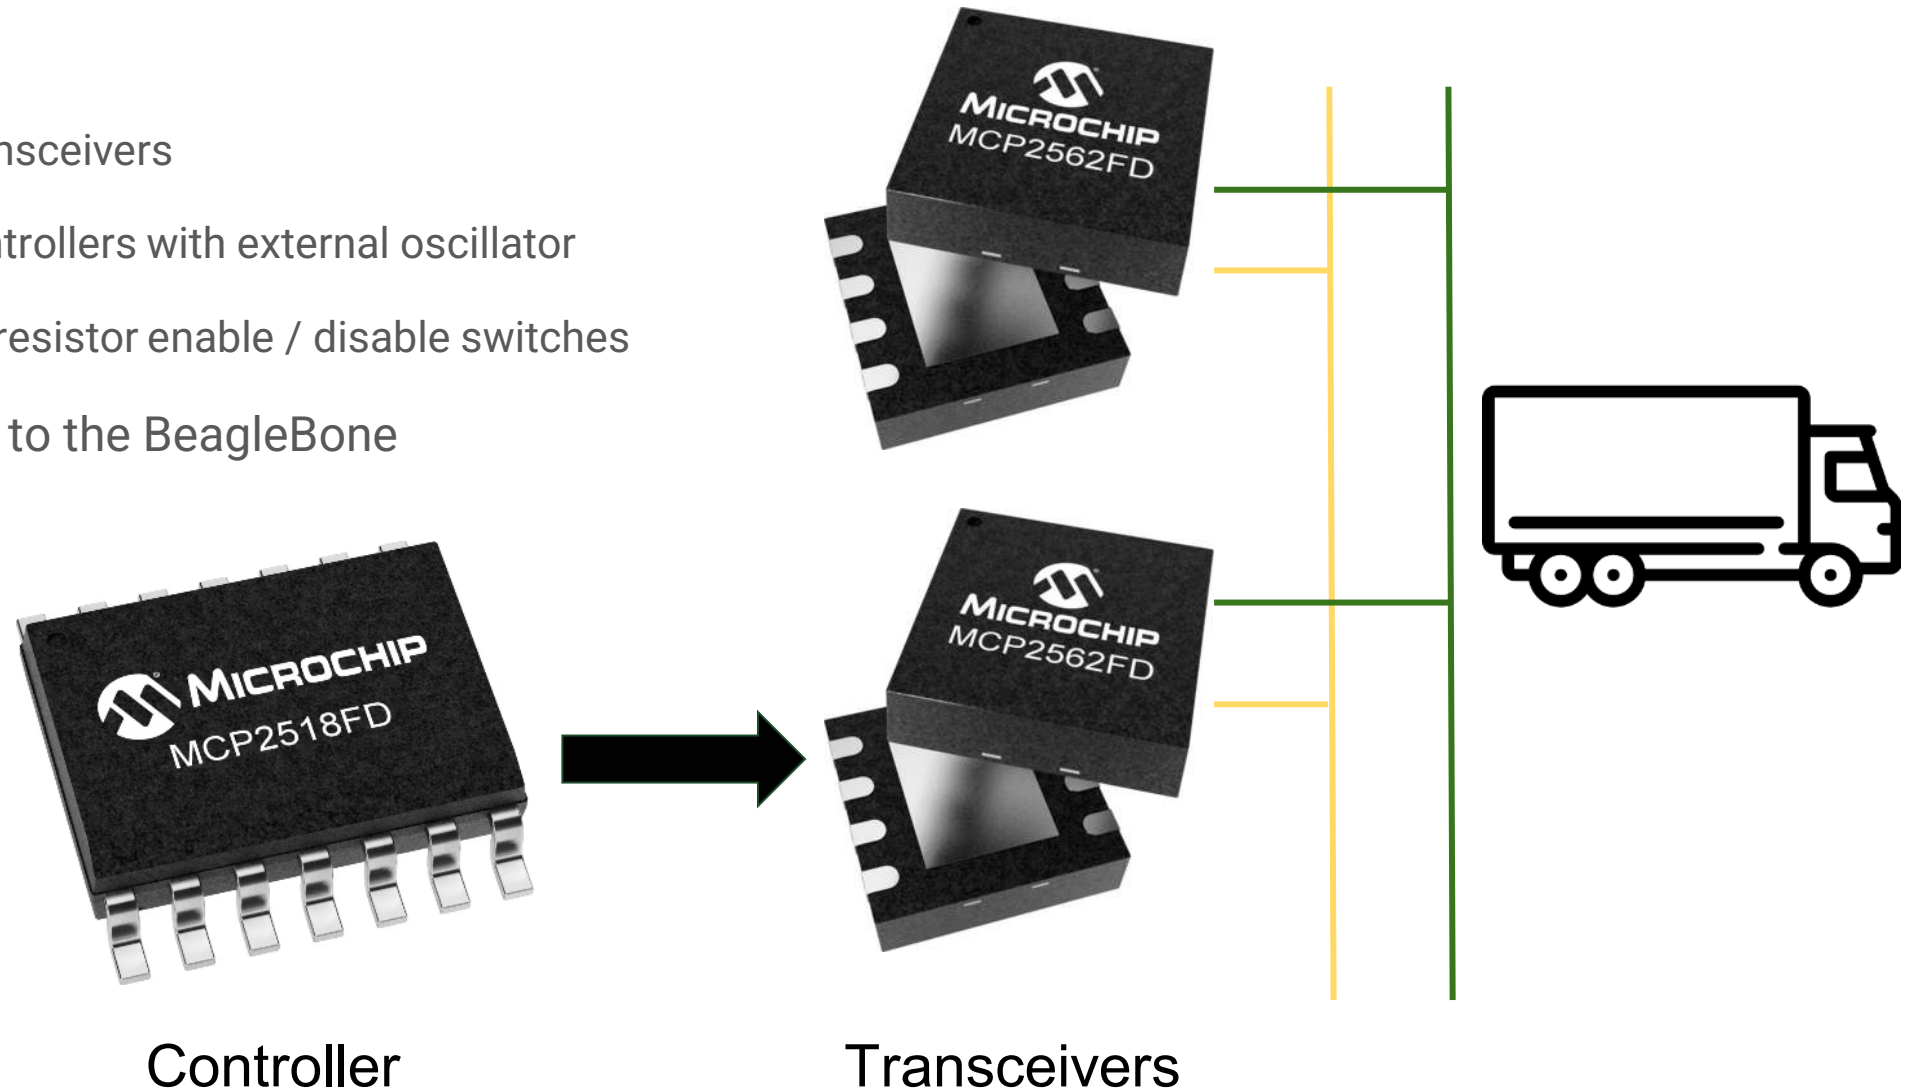 nsceivers
ntrollers with external oscillator
resistor enable / disable switches
to the BeagleBone
MICROCHIP
MCP2562FD
MICROCHIP
MCP2518FD
MICROCHIP
MCP2562FD
Controller
Transceivers